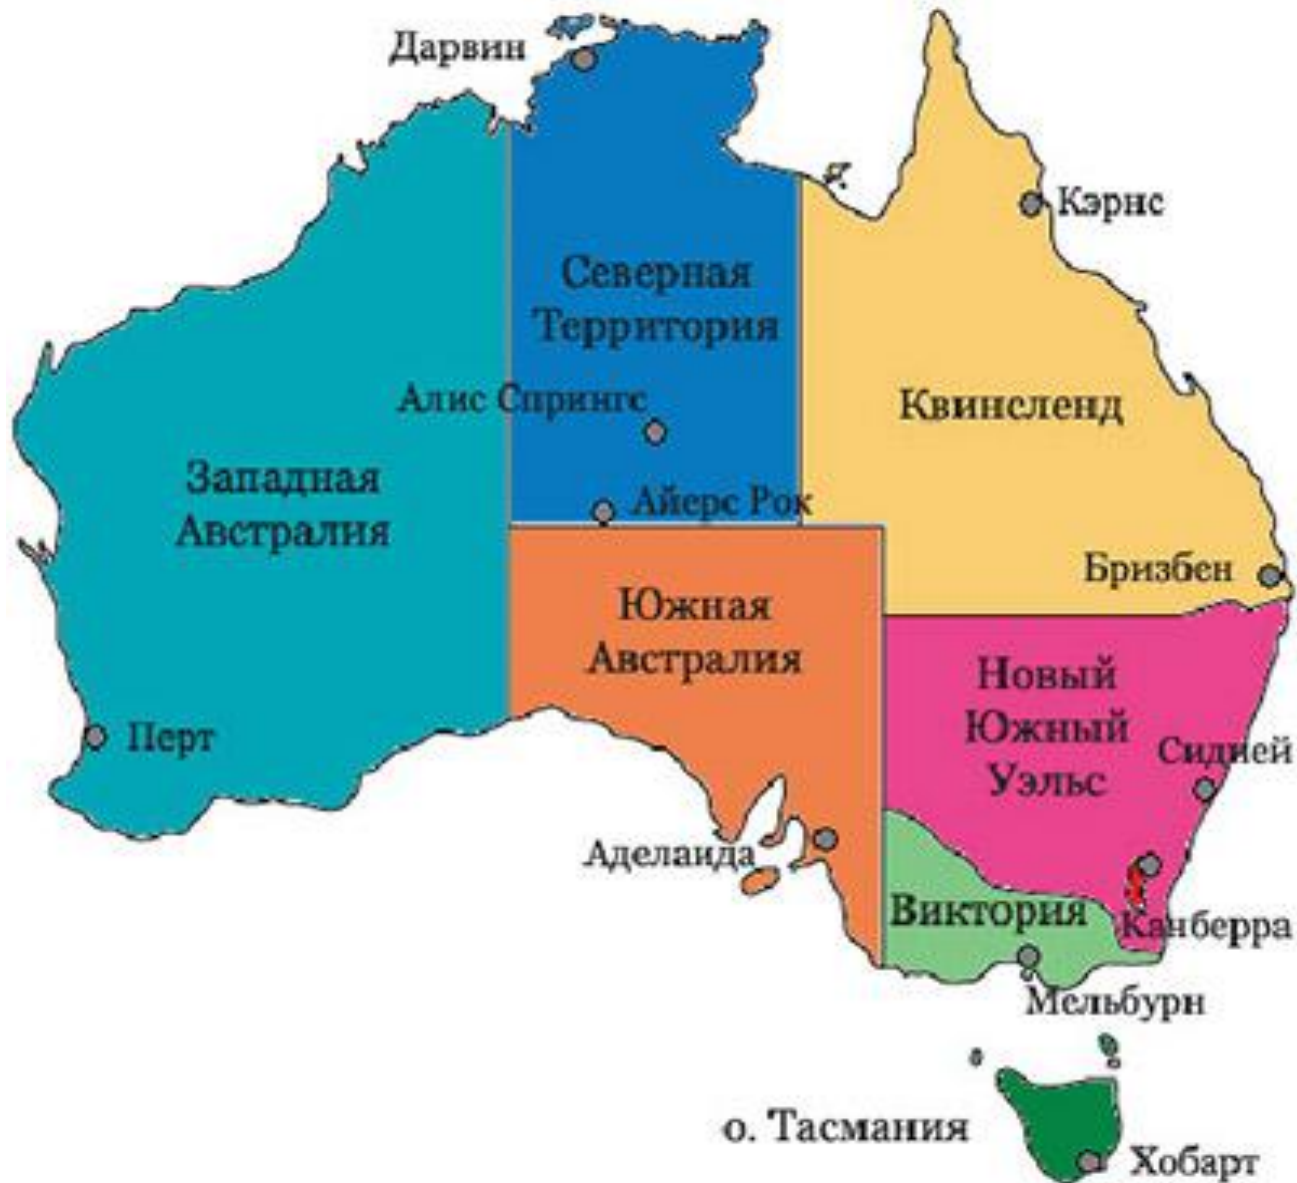 Дарвин
Кэрнс
Северная
Территория
Алис Спрингс
Квинсленд
Западная
Австралия
Айерс Рок
Бризбен
Южная
Австралия
Новый
Южный
Уэльс
Сидней
Перт
Аделаида
Виктория
Канберра
Мельбурн
о. Тасмания
Хобарт